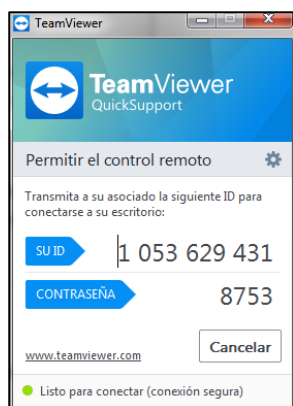 TeamViewer
TeamViewer
QuickSupport
Permitir el control remoto
Transmita a su asociado la siguiente ID para
conectarse a su escritorio:
SU ID 1 053 629 431
CONTRASEÑA 8753
www.teamviewer.com Cancelar
Listo para conectar (conexión segura)